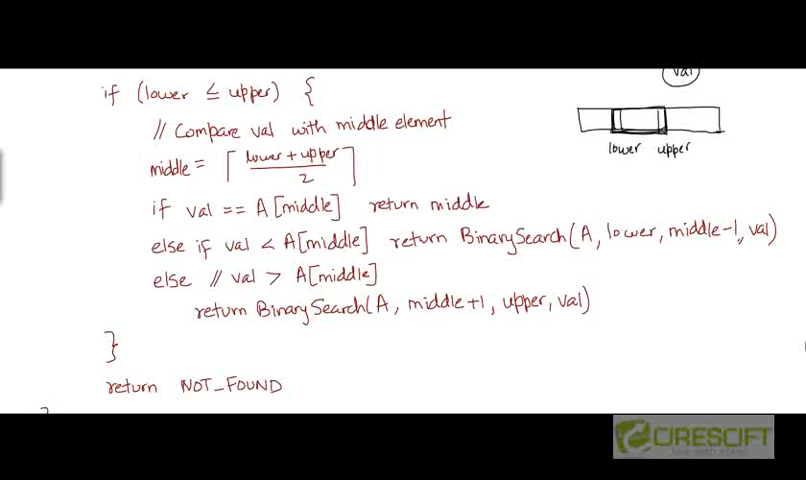 val
if (lower ≤ upper) {
// Compare val with middle element
middle = ⌈ lower + upper / 2 ⌉
lower upper
if val == A[middle] return middle
else if val < A[middle] return BinarySearch(A, lower, middle-1, val)
else // val > A[middle]
return BinarySearch(A, middle+1, upper, val)
}
return NOT_FOUND